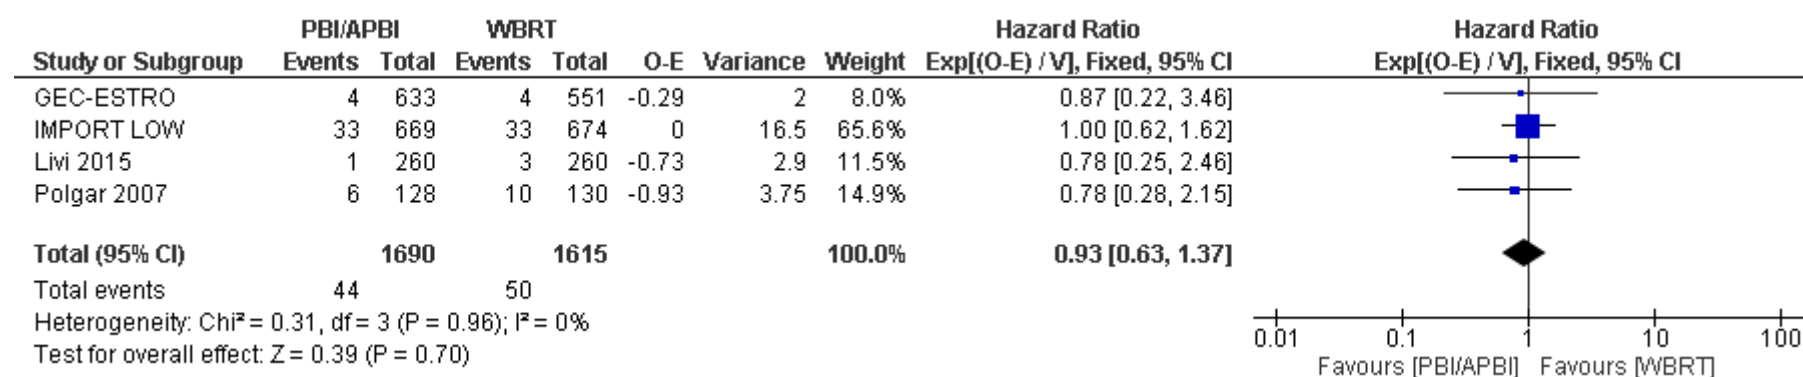 PBI/APBI WBRT Hazard Ratio Hazard Ratio
Study or Subgroup Events Total Events Total O-E Variance Weight Exp[(O-E) / V], Fixed, 95% CI Exp[(O-E) / V], Fixed, 95% CI
GEC-ESTRO 4 633 4 551 -0.29 2 8.0% 0.87 [0.22, 3.46]
IMPORT LOW 33 669 33 674 0 16.5 65.6% 1.00 [0.62, 1.62]
Livi 2015 1 260 3 260 -0.73 2.9 11.5% 0.78 [0.25, 2.46]
Polgar 2007 6 128 10 130 -0.93 3.75 14.9% 0.78 [0.28, 2.15]
Total (95% CI) 1690 1615 100.0% 0.93 [0.63, 1.37]
Total events 44 50
Heterogeneity: Chi² = 0.31, df = 3 (P = 0.96); I² = 0%
Test for overall effect: Z = 0.39 (P = 0.70)
0.01 0.1 1 10 100
Favours [PBI/APBI] Favours [WBRT]